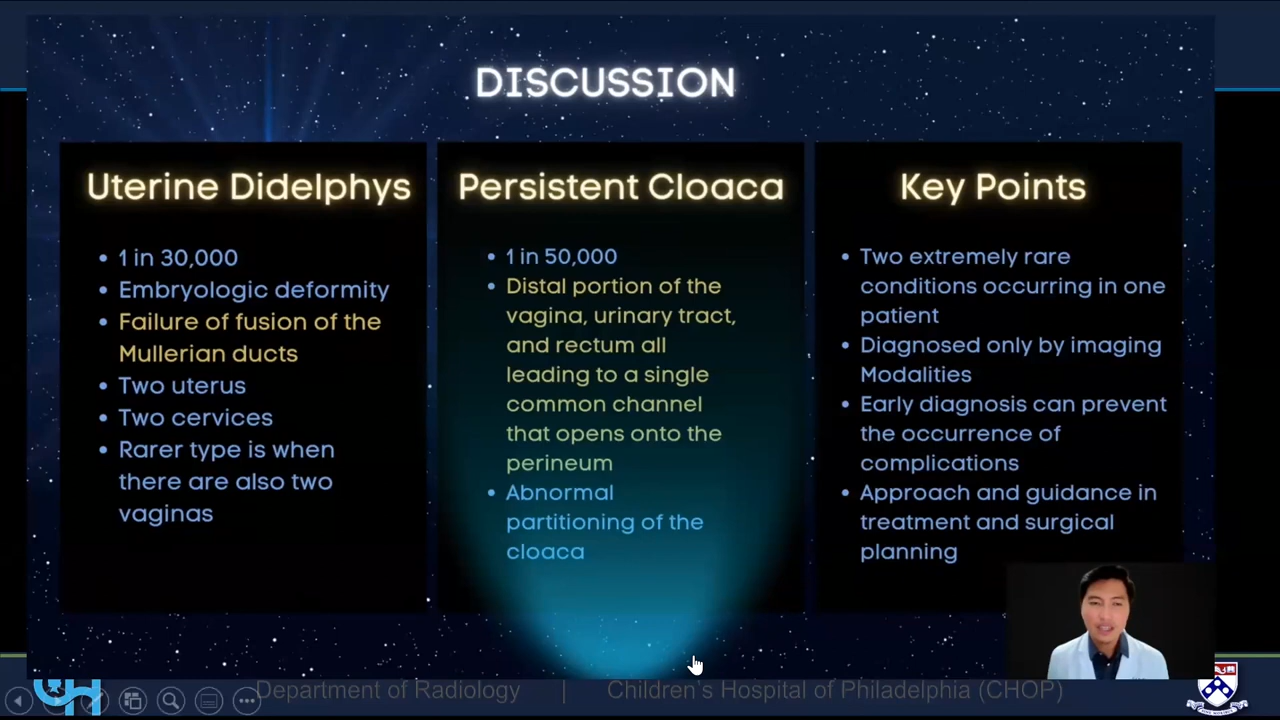 DISCUSSION
Uterine Didelphys
• 1 in 30,000
• Embryologic deformity
• Failure of fusion of the
Mullerian ducts
• Two uterus
• Two cervices
• Rarer type is when
there are also two
vaginas
Persistent Cloaca
• 1 in 50,000
• Distal portion of the
vagina, urinary tract,
and rectum all
leading to a single
common channel
that opens onto the
perineum
• Abnormal
partitioning of the
cloaca
Key Points
• Two extremely rare
conditions occurring in one
patient
• Diagnosed only by imaging
Modalities
• Early diagnosis can prevent
the occurrence of
complications
• Approach and guidance in
treatment and surgical
planning
Department of Radiology | Children's Hospital of Philadelphia (CHOP)